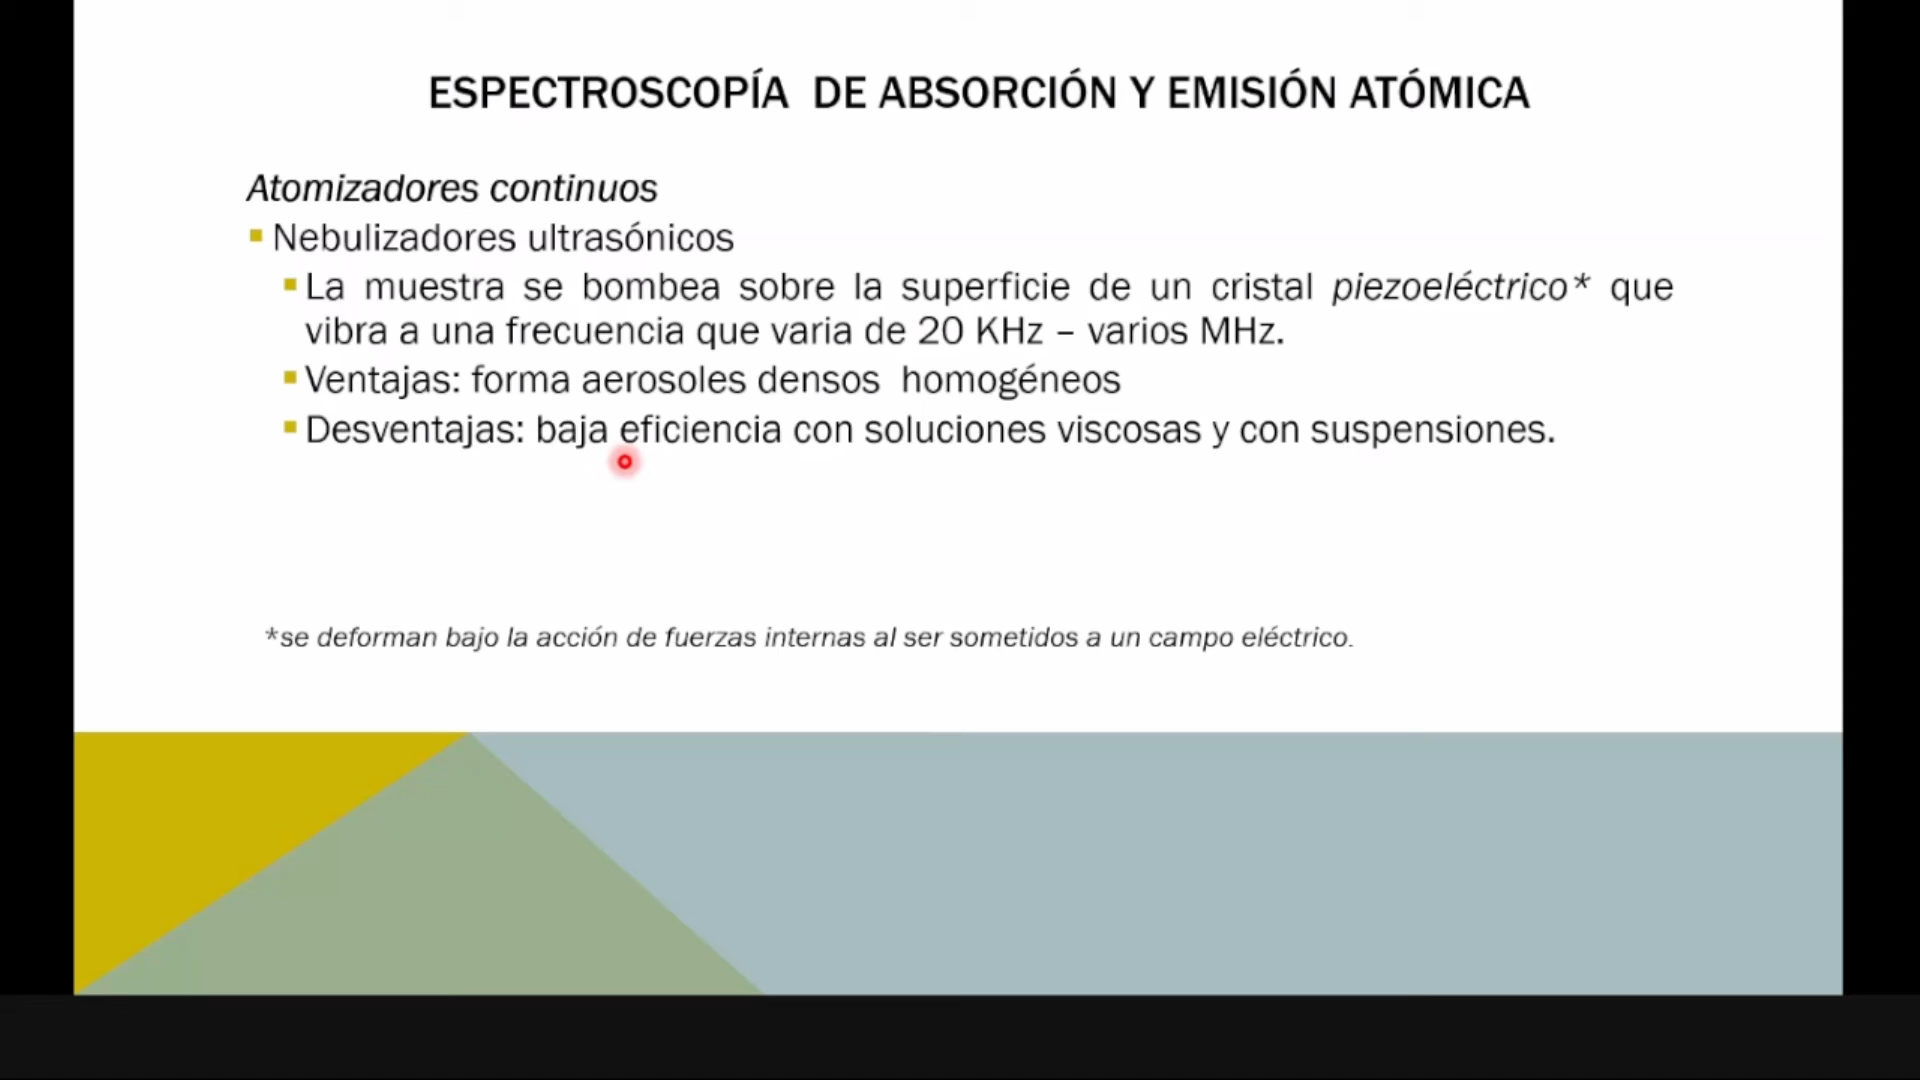 ESPECTROSCOPÍA DE ABSORCIÓN Y EMISIÓN ATÓMICA
Atomizadores continuos
Nebulizadores ultrasónicos
La muestra se bombea sobre la superficie de un cristal piezoeléctrico* que
vibra a una frecuencia que varia de 20 KHz – varios MHz.
Ventajas: forma aerosoles densos homogéneos
Desventajas: baja eficiencia con soluciones viscosas y con suspensiones.
*se deforman bajo la acción de fuerzas internas al ser sometidos a un campo eléctrico.